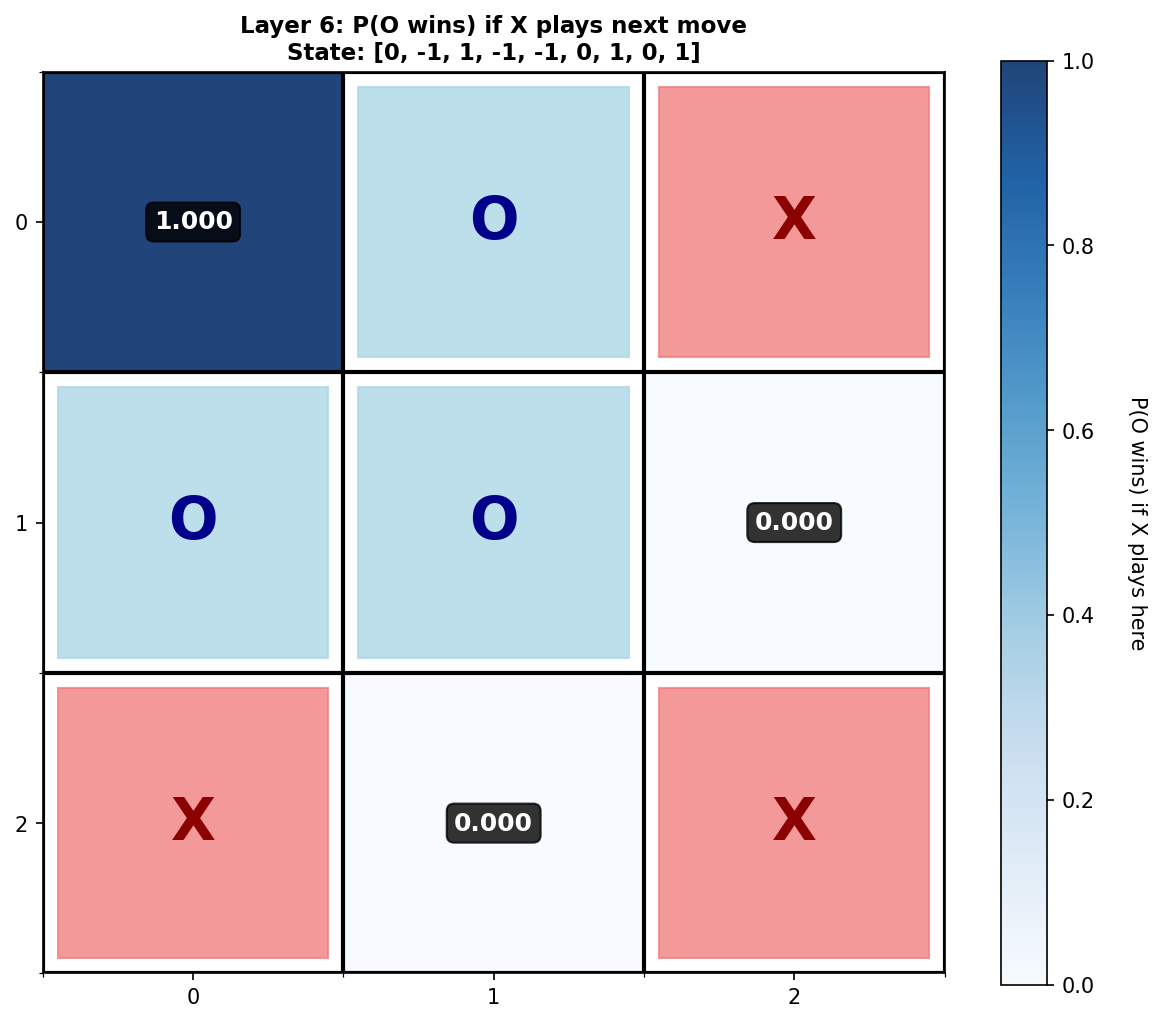 Layer 6: P(O wins) if X plays next move
State: [0, -1, 1, -1, -1, 0, 1, 0, 1]
0
1.000
O
X
1
O
O
0.000
2
X
0.000
X
0
1
2
1.0
0.8
0.6
0.4
0.2
0.0
P(O wins) if X plays here